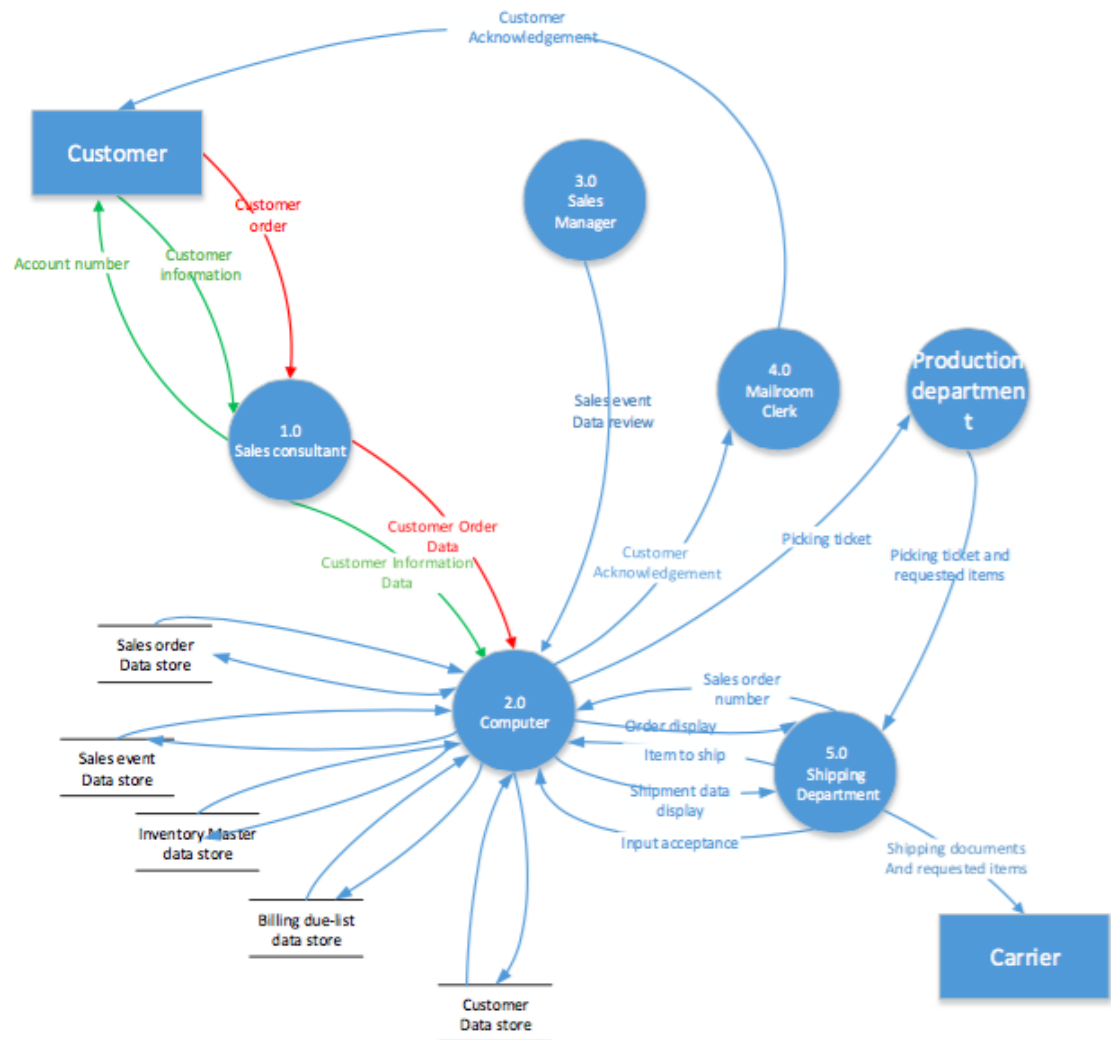 Customer
Acknowledgement
Customer
3.0
Sales
Manager
Customer
order
Account number
Customer
information
4.0
Mailroom
Clerk
Production
departmen
t
Sales event
Data review
1.0
Sales consultant
Customer Order
Data
Customer Information
Data
Customer
Acknowledgement
Picking ticket
Picking ticket and
requested items
Sales order
Data store
Sales order
number
2.0
Computer
Order display
Sales event
Data store
Item to ship
5.0
Shipping
Department
Shipment data
display
Inventory Master
data store
Input acceptance
Shipping documents
And requested items
Billing due-list
data store
Carrier
Customer
Data store